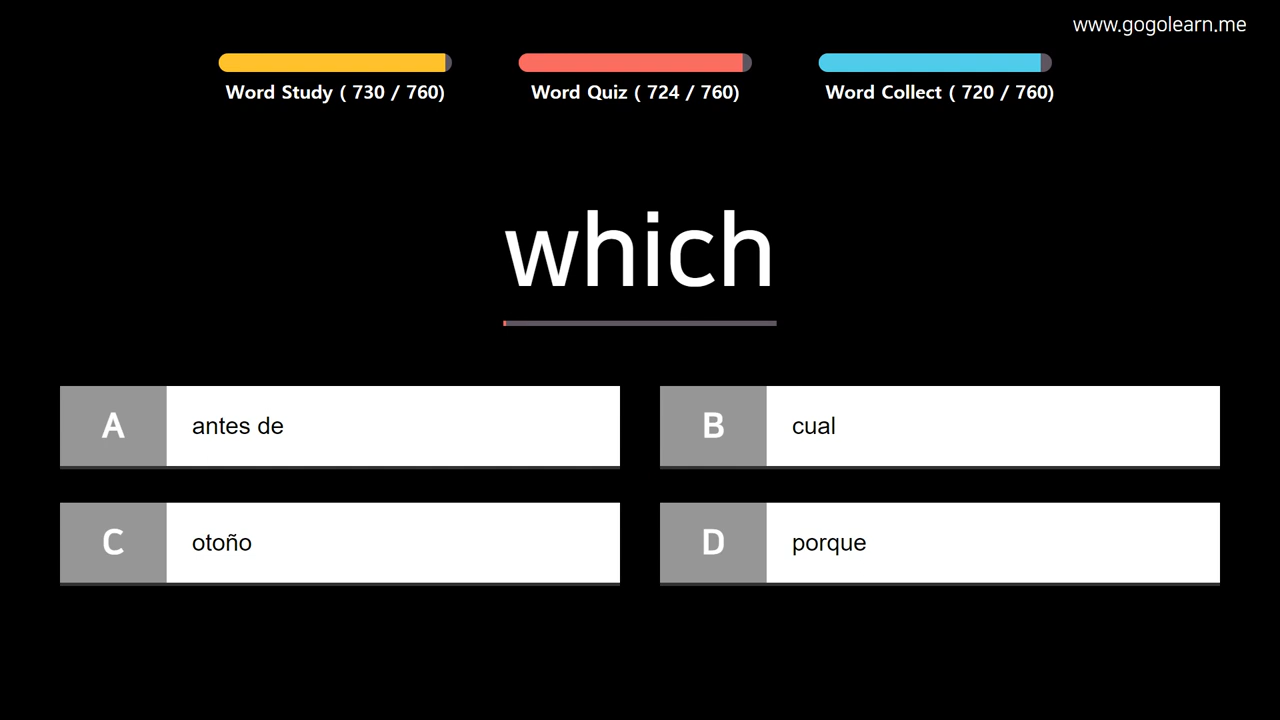 www.gogolearn.me
Word Study ( 730 / 760)
Word Quiz ( 724 / 760)
Word Collect ( 720 / 760)
which
A antes de
B cual
C otoño
D porque